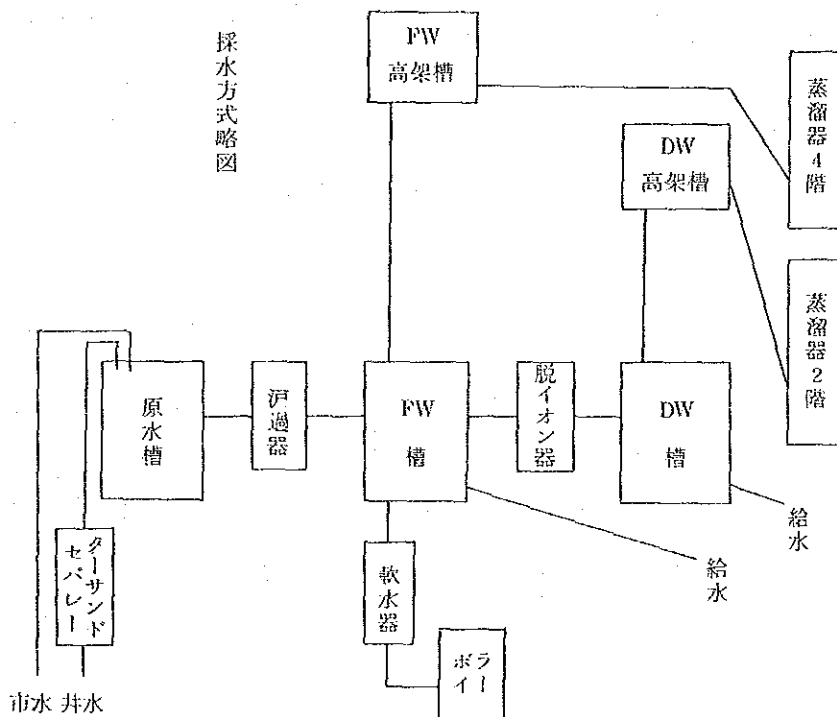 採水方式略図
FW
高架槽
蒸溜器4階
DW
高架槽
蒸溜器2階
原水槽
沪過器
FW
槽
脱イオン器
DW
槽
給水
給水
ターサンド
セパレー
軟水器
ラー
ボイ
市水
井水